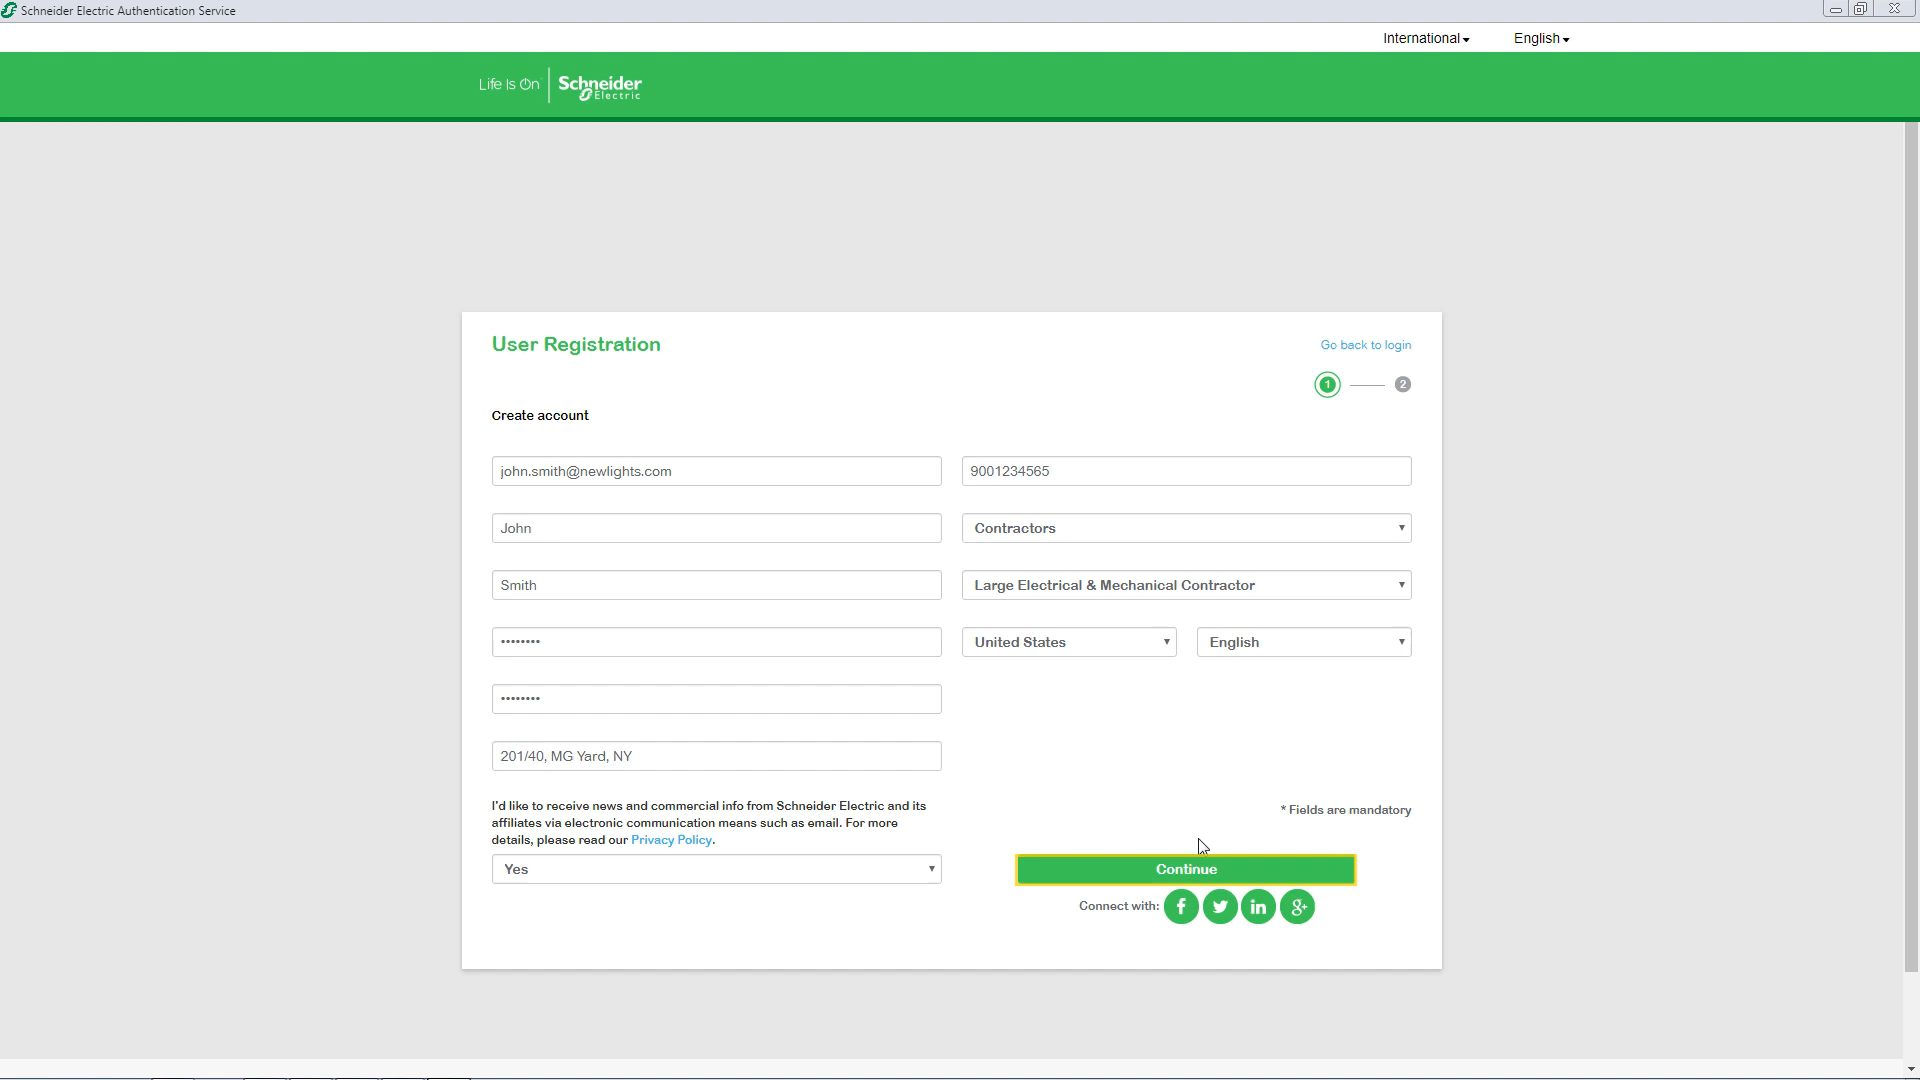 Schneider Electric Authentication Service
International
English
Life Is On
Schneider
Electric
User Registration
Go back to login
1
2
Create account
john.smith@newlights.com
9001234565
John
Contractors
Smith
Large Electrical & Mechanical Contractor
••••••••
United States
English
••••••••
201/40, MG Yard, NY
I'd like to receive news and commercial info from Schneider Electric and its
affiliates via electronic communication means such as email. For more
details, please read our Privacy Policy.
* Fields are mandatory
Yes
Continue
Connect with:
f
in
g+